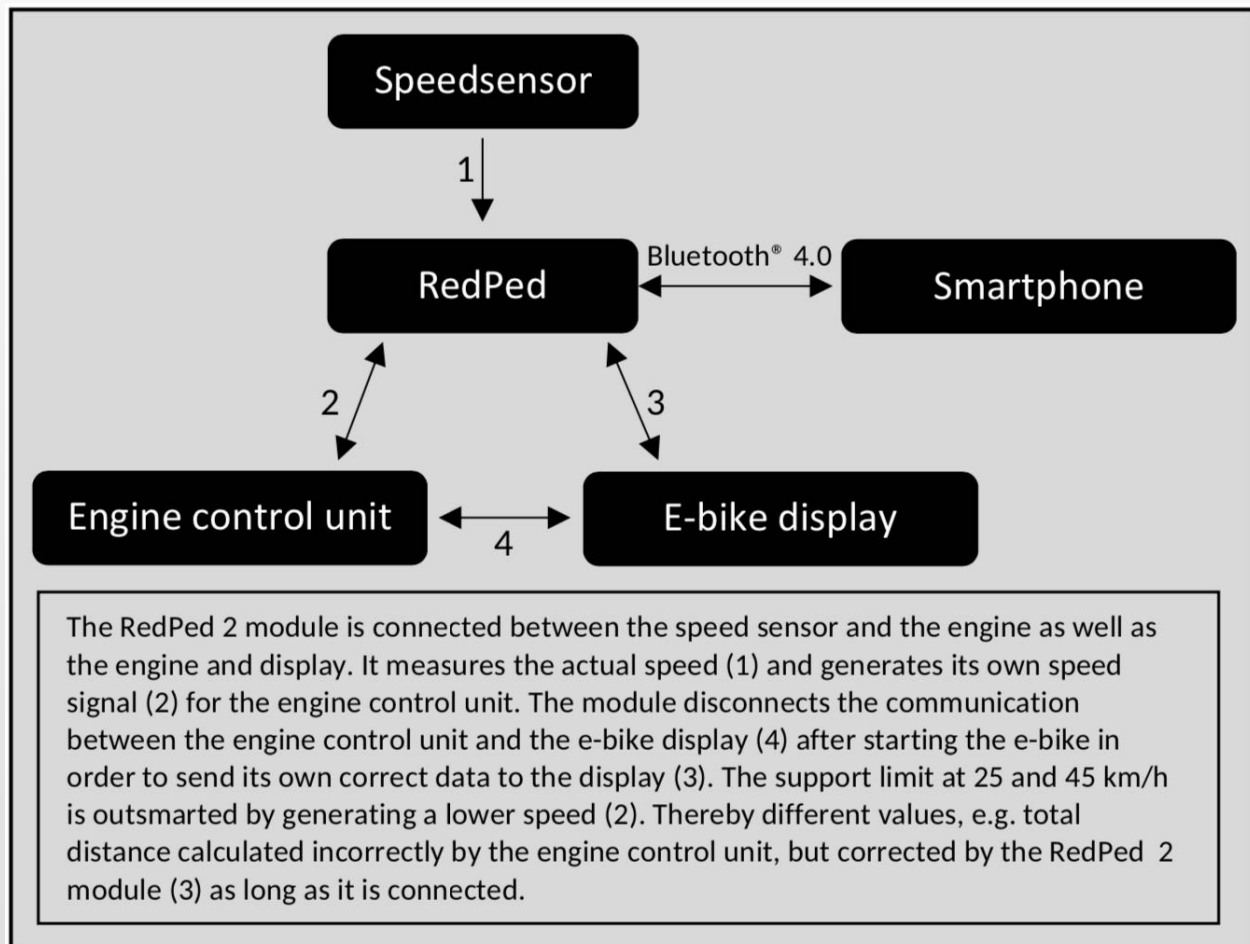 Speedsensor
1
Bluetooth® 4.0
RedPed
Smartphone
2
3
Engine control unit
E-bike display
4
The RedPed 2 module is connected between the speed sensor and the engine as well as
the engine and display. It measures the actual speed (1) and generates its own speed
signal (2) for the engine control unit. The module disconnects the communication
between the engine control unit and the e-bike display (4) after starting the e-bike in
order to send its own correct data to the display (3). The support limit at 25 and 45 km/h
is outsmarted by generating a lower speed (2). Thereby different values, e.g. total
distance calculated incorrectly by the engine control unit, but corrected by the RedPed 2
module (3) as long as it is connected.